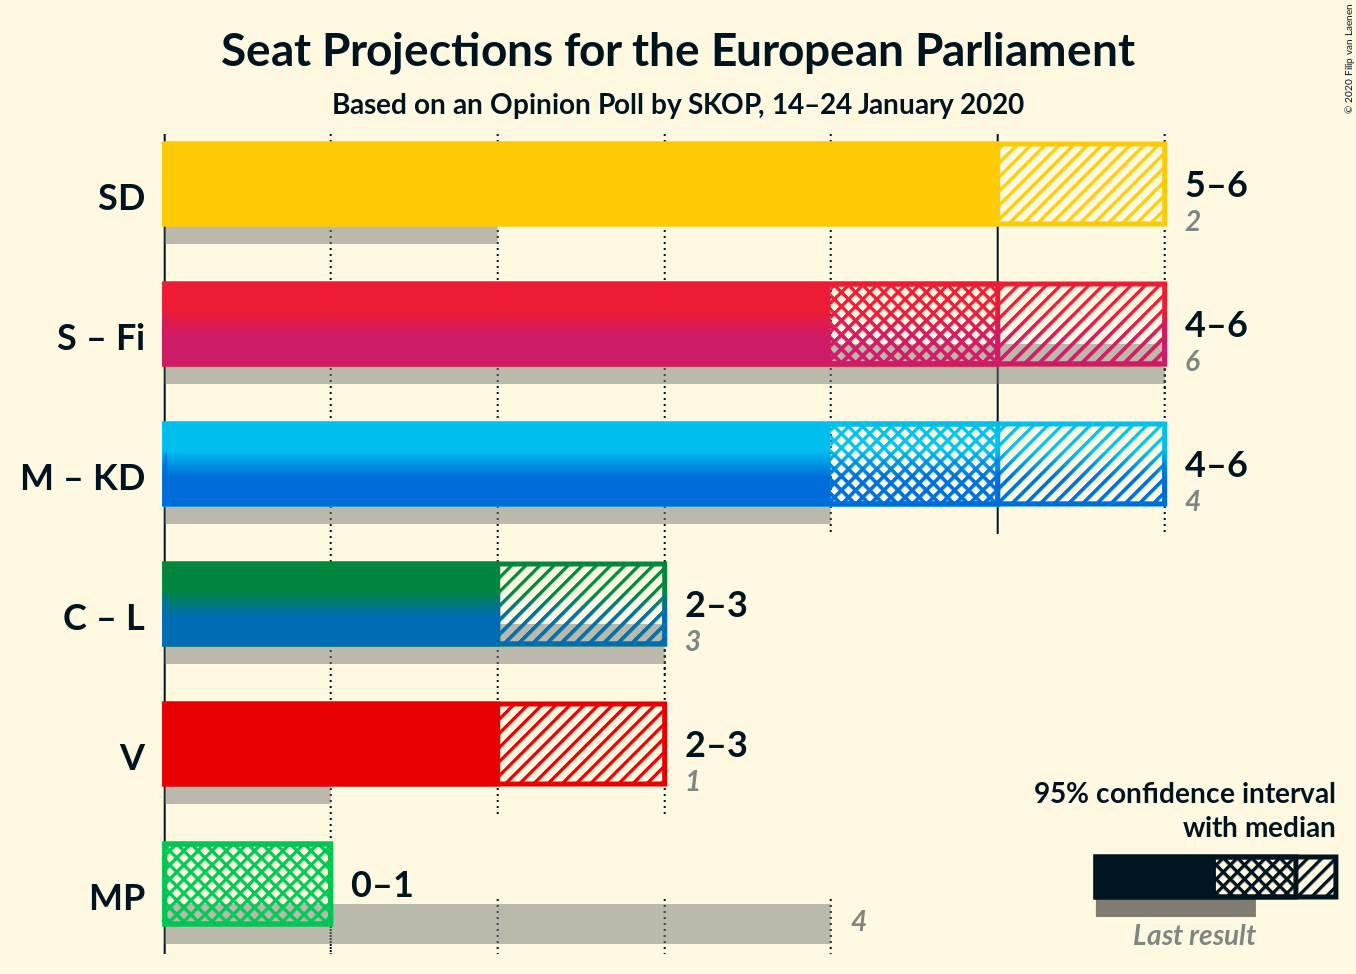 Seat Projections for the European Parliament
Based on an Opinion Poll by SKOP, 14–24 January 2020
© 2020 Filip van Laenen
SD
5–6
2
S – Fi
4–6
6
M – KD
4–6
4
C – L
2–3
3
V
2–3
1
MP
0–1
4
95% confidence interval
with median
Last result